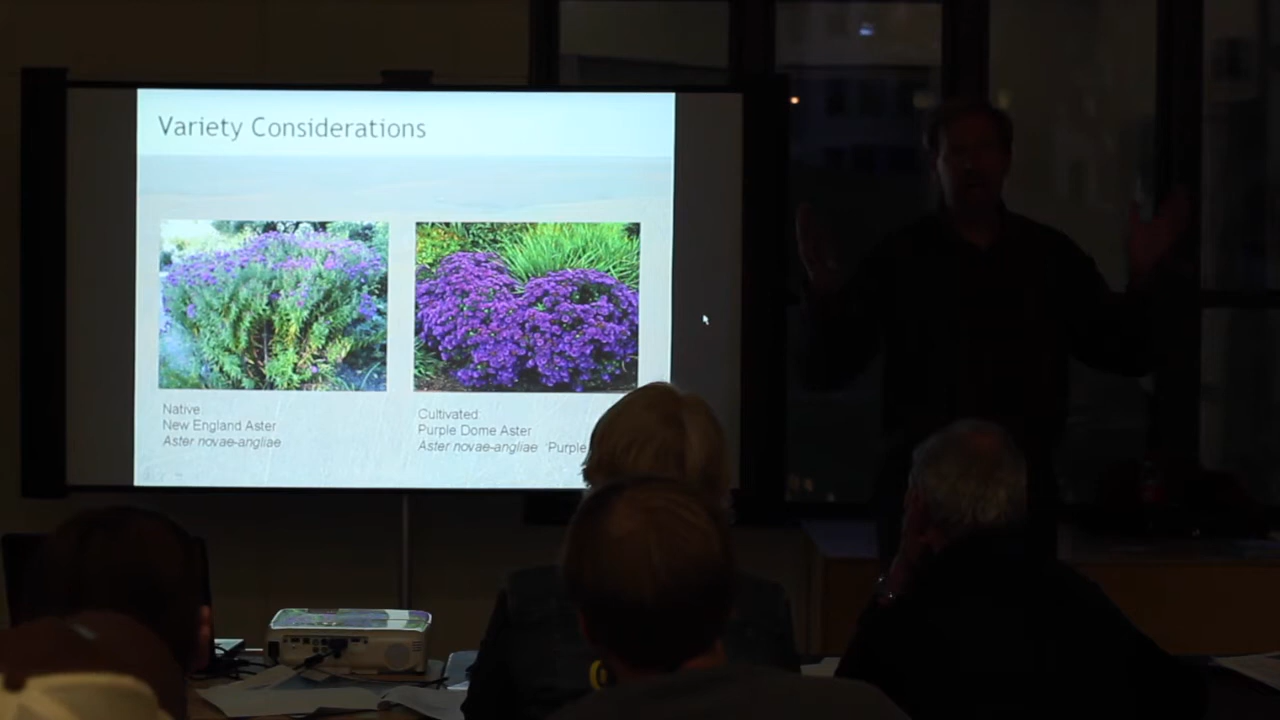 Variety Considerations
Native
New England Aster
Aster novae-angliae
Cultivated:
Purple Dome Aster
Aster novae-angliae 'Purple